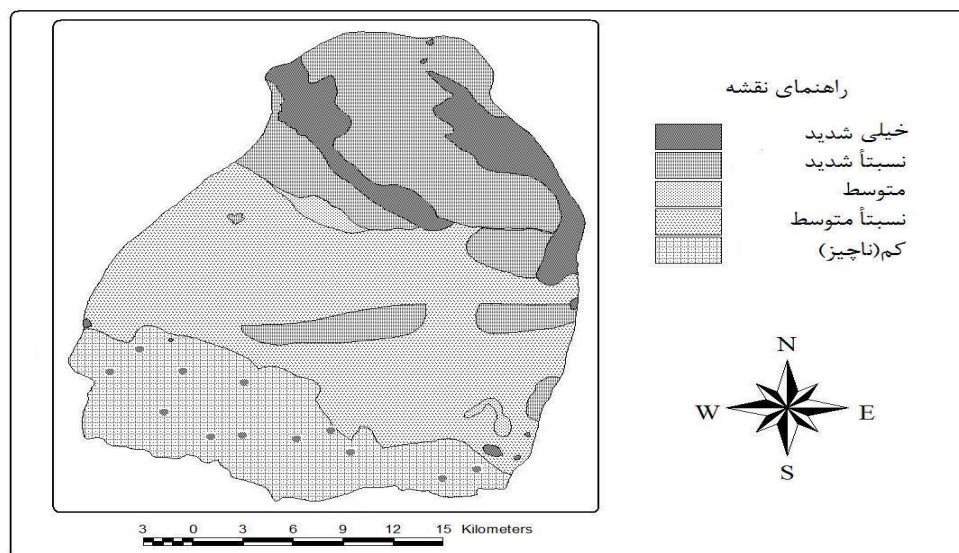 راهنمای نقشه
خیلی شدید
نسبتاً شدید
متوسط
نسبتاً متوسط
کم(ناچیز)
N
W E
S
3 0 3 6 9 12 15 Kilometers